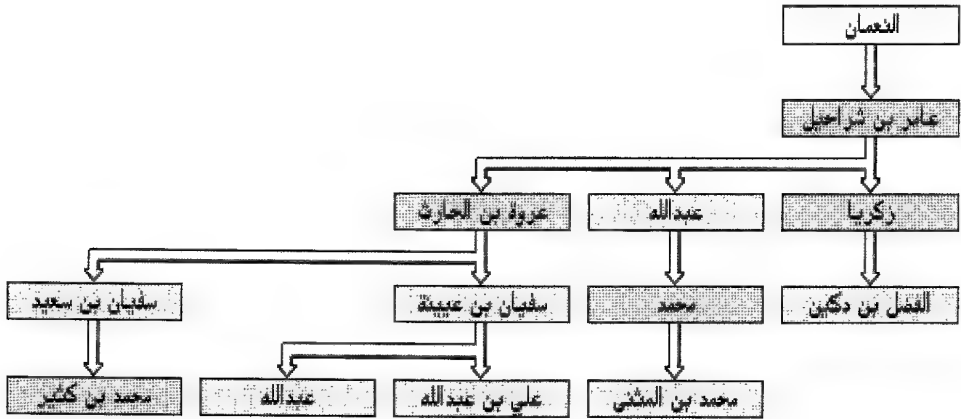 النعمان
عامر بن شراحيل
زكريا
عبدالله
عروة بن الحارث
الفضل بن دكين
محمد
سفيان بن عيينة
سفيان بن سعيد
محمد بن المثنى
علي بن عبدالله
عبدالله
محمد بن كثير